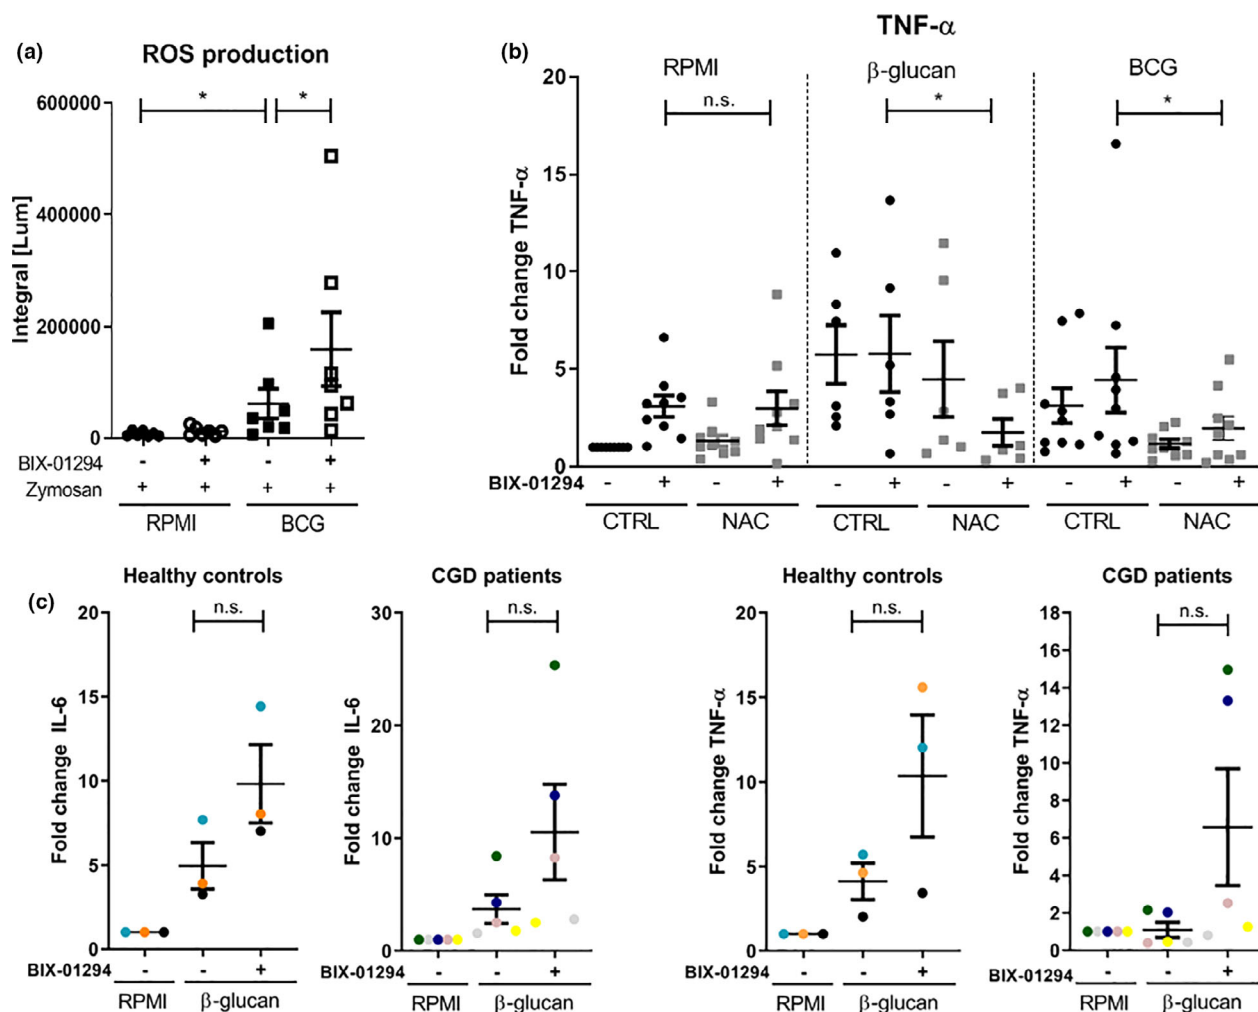 (a)
ROS production
*
*
600000
400000
200000
0
Integral [Lum]
BIX-01294 - + - +
Zymosan + + + +
RPMI BCG
(b)
TNF-α
RPMI β-glucan BCG
n.s.
*
*
20
15
10
5
0
Fold change TNF-α
BIX-01294 - + - + - + - + - + - +
CTRL NAC CTRL NAC CTRL NAC
(c)
Healthy controls
n.s.
20
15
10
5
0
Fold change IL-6
BIX-01294 - - +
RPMI β-glucan
CGD patients
n.s.
30
20
10
0
Fold change IL-6
BIX-01294 - - +
RPMI β-glucan
Healthy controls
n.s.
20
15
10
5
0
Fold change TNF-α
BIX-01294 - - +
RPMI β-glucan
CGD patients
n.s.
18
16
14
12
10
8
6
4
2
0
Fold change TNF-α
BIX-01294 - - +
RPMI β-glucan